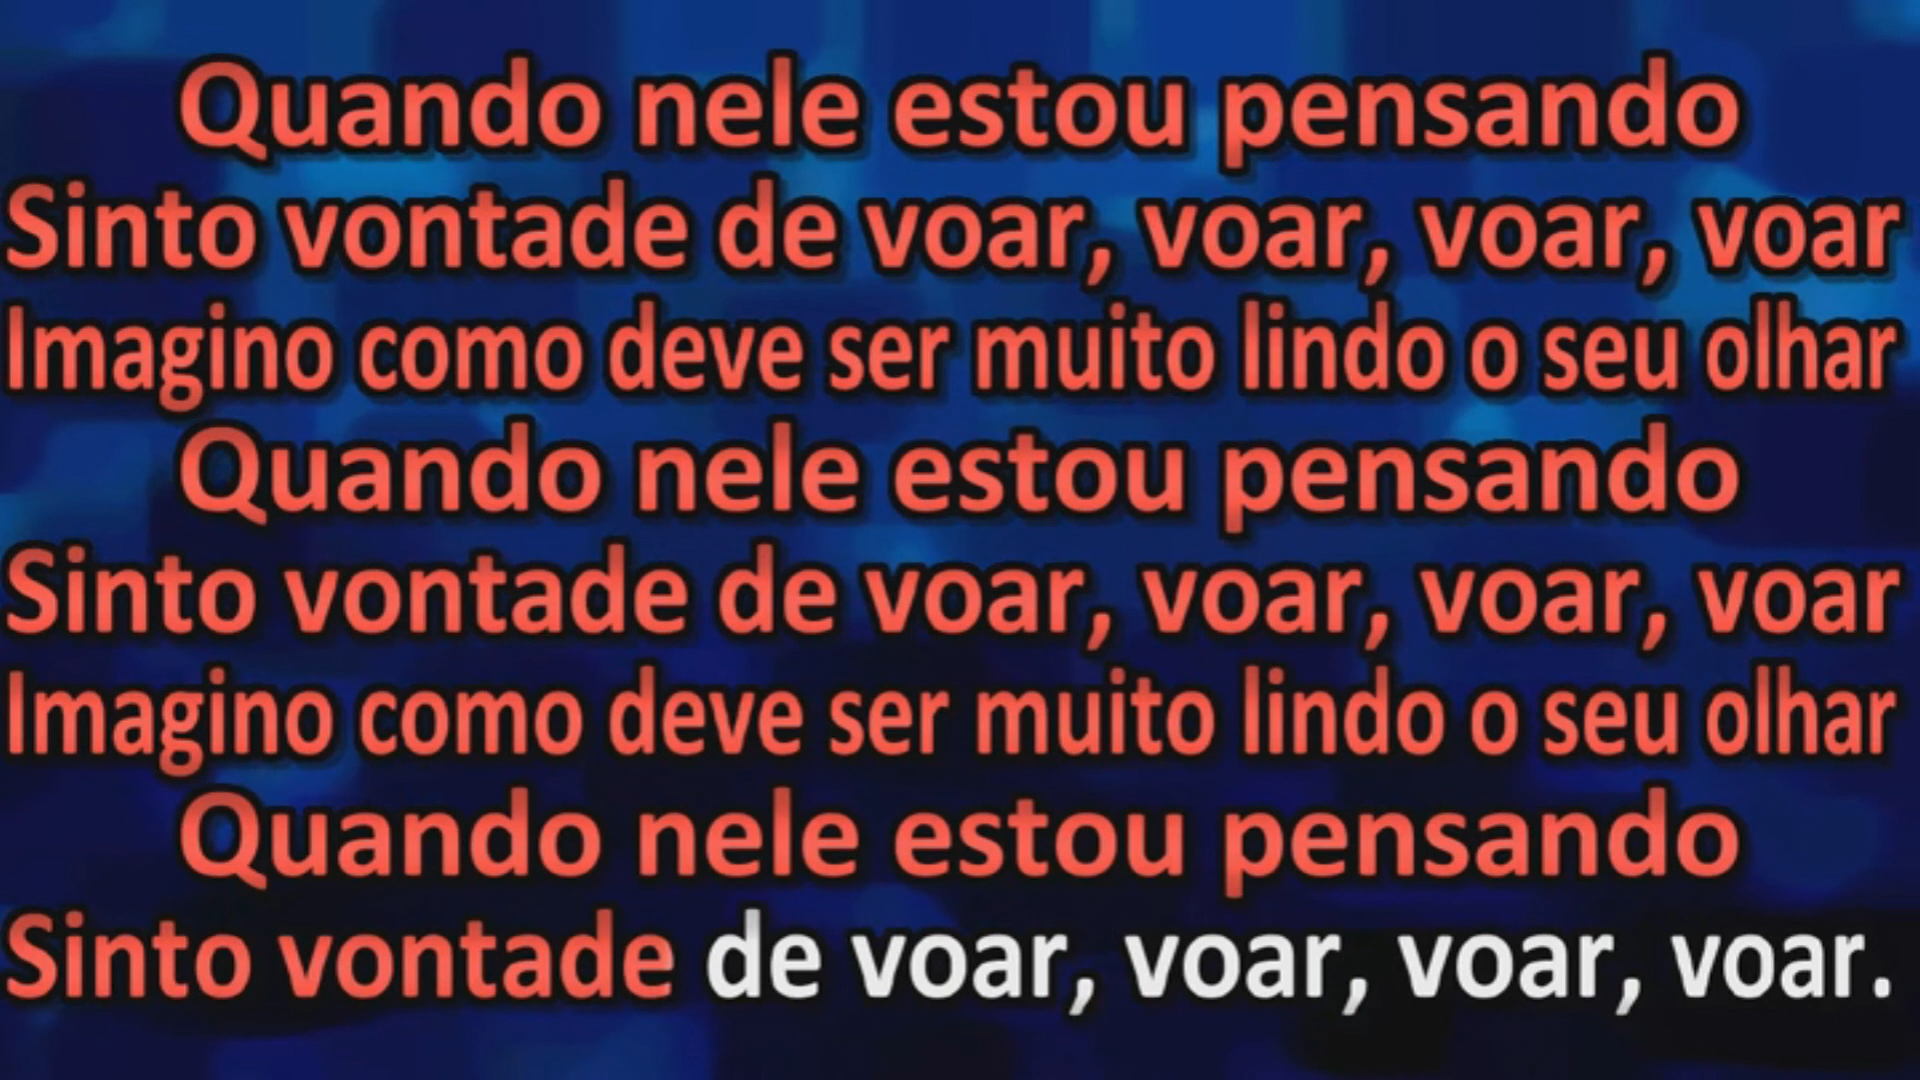 Quando nele estou pensando
Sinto vontade de voar, voar, voar, voar
Imagino como deve ser muito lindo o seu olhar
Quando nele estou pensando
Sinto vontade de voar, voar, voar, voar
Imagino como deve ser muito lindo o seu olhar
Quando nele estou pensando
Sinto vontade de voar, voar, voar, voar.